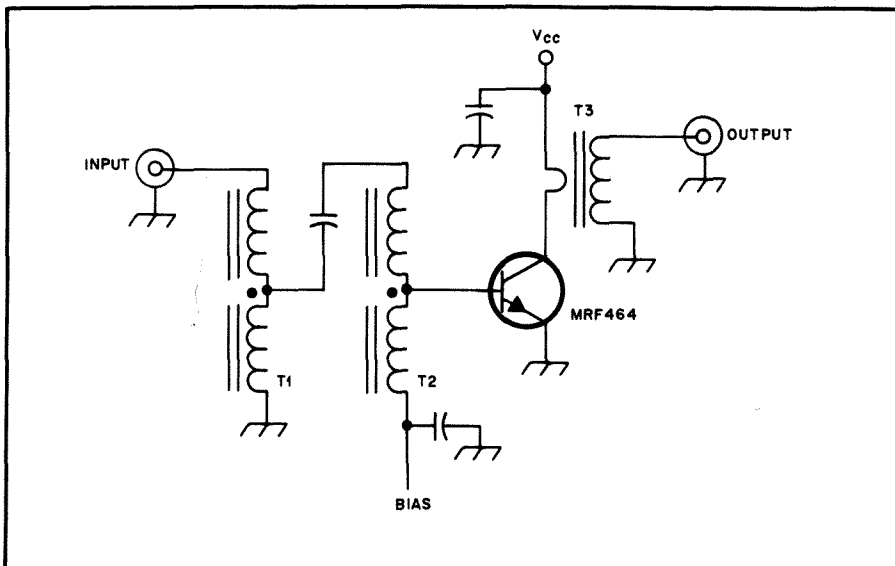 Vcc
T3
INPUT
OUTPUT
MRF464
T1
T2
BIAS